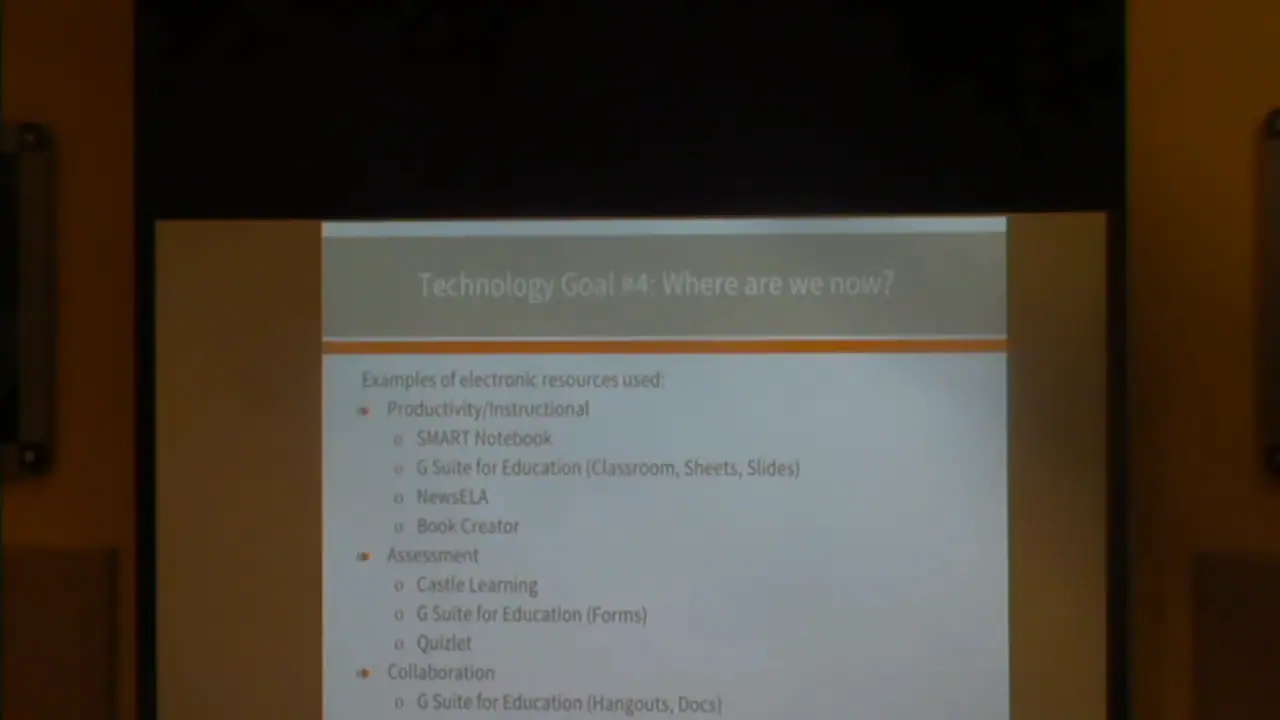 Technology Goal #4: Where are we now?
Examples of electronic resources used:
Productivity/Instructional
o SMART Notebook
o G Suite for Education (Classroom, Sheets, Slides)
o NewsELA
o Book Creator
Assessment
o Castle Learning
o G Suite for Education (Forms)
o Quizlet
Collaboration
o G Suite for Education (Hangouts, Docs)